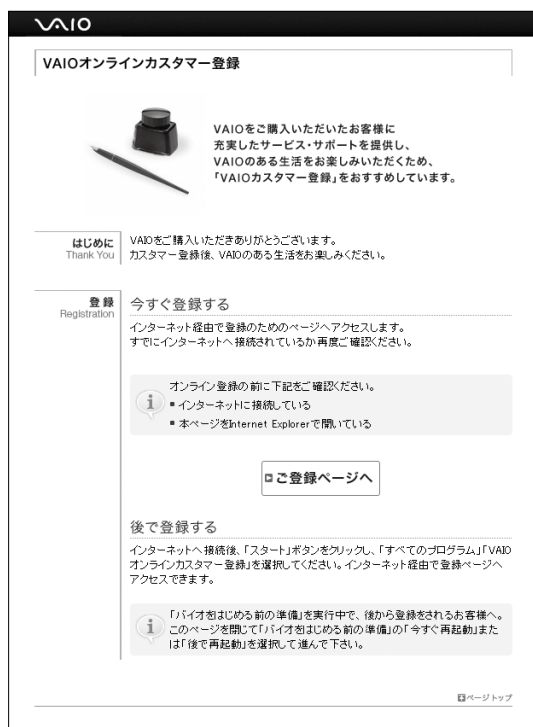 VAIO
VAIOオンラインカスタマー登録
VAIOをご購入いただいたお客様に
充実したサービス・サポートを提供し、
VAIOのある生活をお楽しみいただくため、
「VAIOカスタマー登録」をおすすめしています。
はじめに
Thank You
VAIOをご購入いただきありがとうございます。
カスタマー登録後、VAIOのある生活をお楽しみください。
登録
Registration
今すぐ登録する
インターネット経由で登録のためのページへアクセスします。
すでにインターネットへ接続されているか再度ご確認ください。
オンライン登録の前に下記をご確認ください。
■ インターネットに接続している
■ 本ページをInternet Explorerで開いている
ご登録ページへ
後で登録する
インターネットへ接続後、「スタート」ボタンをクリックし、「すべてのプログラム」「VAIO
オンラインカスタマー登録」を選択してください。インターネット経由で登録ページへ
アクセスできます。
「バイオをはじめる前の準備」を実行中で、後から登録をされるお客様へ。
このページを閉じて「バイオをはじめる前の準備」の「今すぐ再起動」また
は「後で再起動」を選択して進んで下さい。
ページトップ